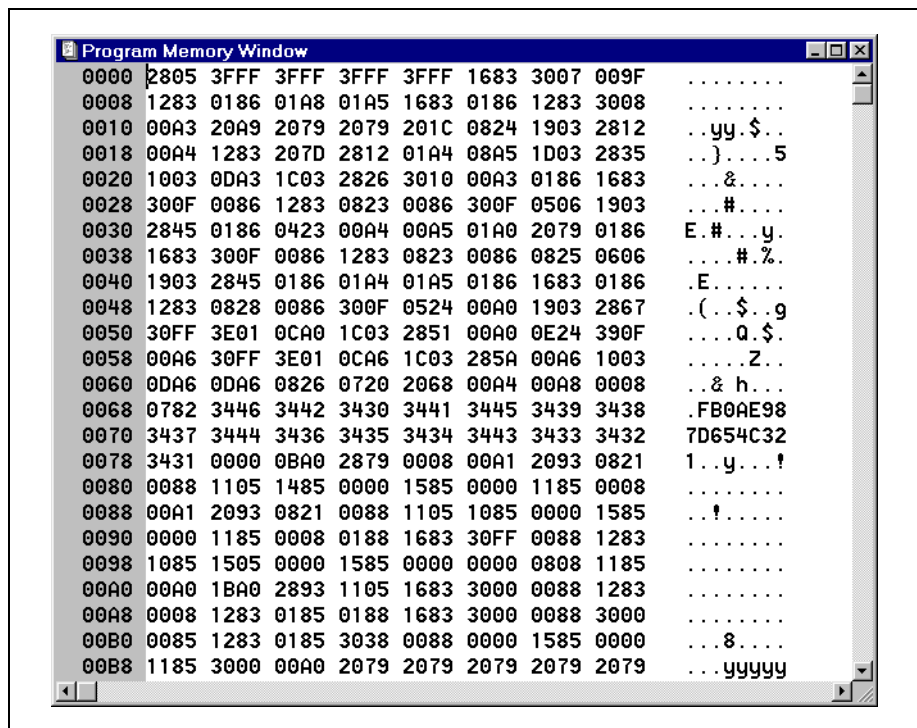 Program Memory Window
0000 2805 3FFF 3FFF 3FFF 3FFF 1683 3007 009F ........
0008 1283 0186 01A8 01A5 1683 0186 1283 3008 ........
0010 00A3 20A9 2079 2079 201C 0824 1903 2812 ..yy.$..
0018 00A4 1283 207D 2812 01A4 08A5 1D03 2835 ..}....5
0020 1003 0DA3 1C03 2826 3010 00A3 0186 1683 ...&....
0028 300F 0086 1283 0823 0086 300F 0506 1903 ...#....
0030 2845 0186 0423 00A4 00A5 01A0 2079 0186 E.#...y.
0038 1683 300F 0086 1283 0823 0086 0825 0606 ....#.%.
0040 1903 2845 0186 01A4 01A5 0186 1683 0186 .E......
0048 1283 0828 0086 300F 0524 00A0 1903 2867 .(..$..g
0050 30FF 3E01 0CA0 1C03 2851 00A0 0E24 390F ....Q.$.
0058 00A6 30FF 3E01 0CA6 1C03 285A 00A6 1003 .....Z..
0060 0DA6 0DA6 0826 0720 2068 00A4 00A8 0008 ..& h...
0068 0782 3446 3442 3430 3441 3445 3439 3438 .FB0AE98
0070 3437 3444 3436 3435 3434 3443 3433 3432 7D654C32
0078 3431 0000 0BA0 2879 0008 00A1 2093 0821 1..y...!
0080 0088 1105 1485 0000 1585 0000 1185 0008 ........
0088 00A1 2093 0821 0088 1105 1085 0000 1585 ..!.....
0090 0000 1185 0008 0188 1683 30FF 0088 1283 ........
0098 1085 1505 0000 1585 0000 0000 0808 1185 ........
00A0 00A0 1BA0 2893 1105 1683 3000 0088 1283 ........
00A8 0008 1283 0185 0188 1683 3000 0088 3000 ........
00B0 0085 1283 0185 3038 0088 0000 1585 0000 ...8....
00B8 1185 3000 00A0 2079 2079 2079 2079 2079 ...yyyyy